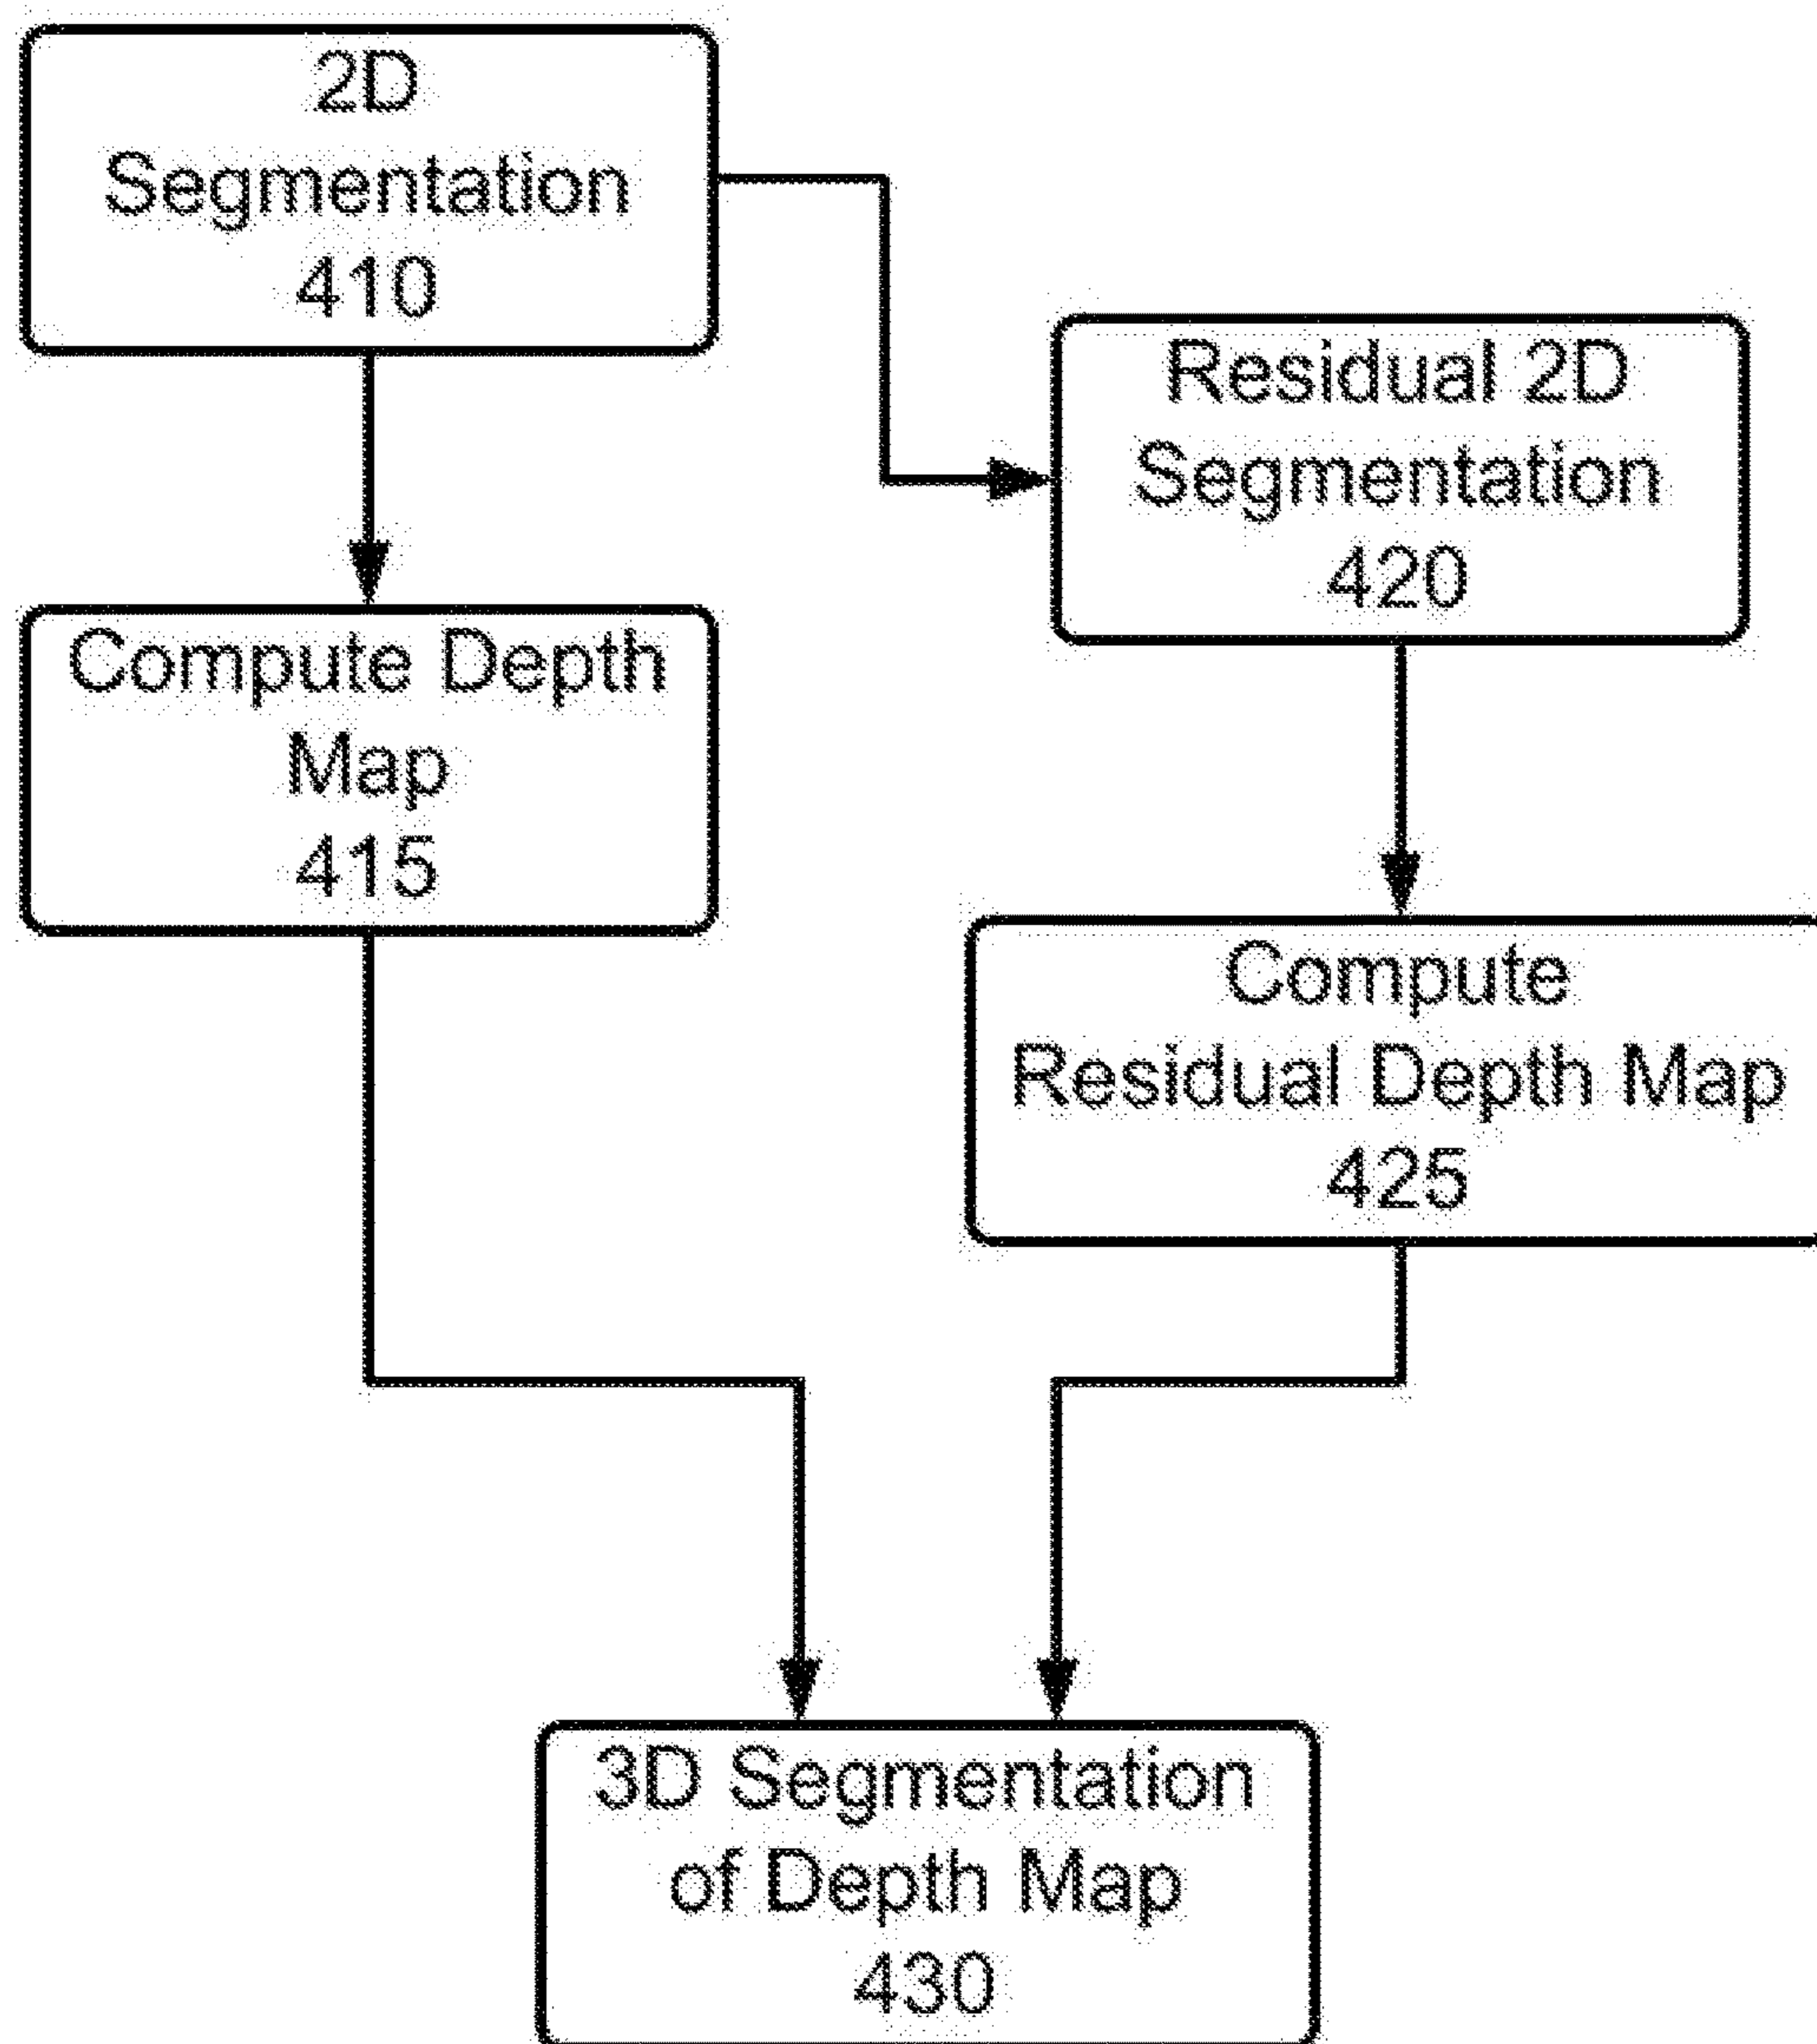 2D
Segmentation
410
Residual 2D
Segmentation
420
Compute Depth
Map
415
Compute
Residual Depth Map
425
3D Segmentation
of Depth Map
430